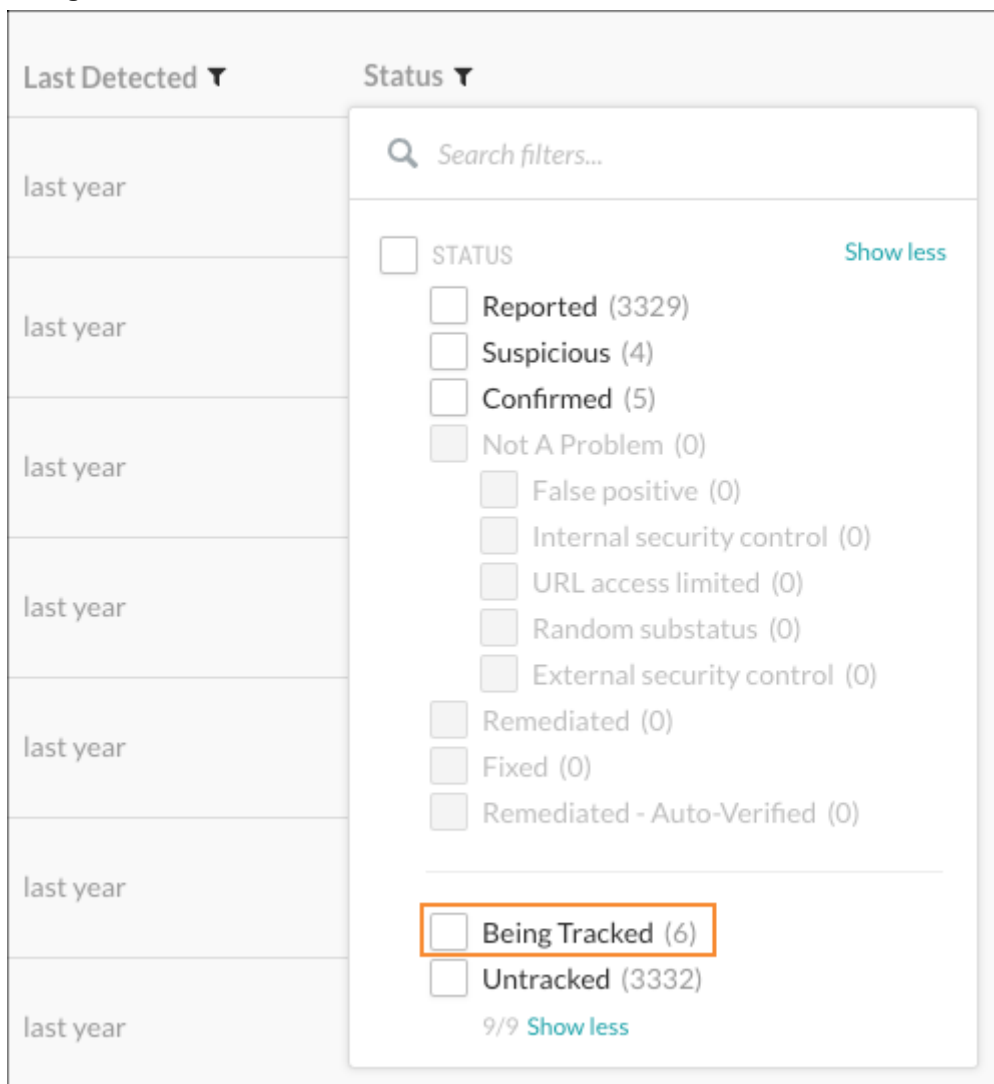 Last Detected Status
Search filters...
last year
STATUS Show less
Reported (3329)
last year
Suspicious (4)
Confirmed (5)
Not A Problem (0)
last year
False positive (0)
Internal security control (0)
URL access limited (0)
last year
Random substatus (0)
External security control (0)
Remediated (0)
last year
Fixed (0)
Remediated - Auto-Verified (0)
last year
Being Tracked (6)
Untracked (3332)
last year
9/9 Show less